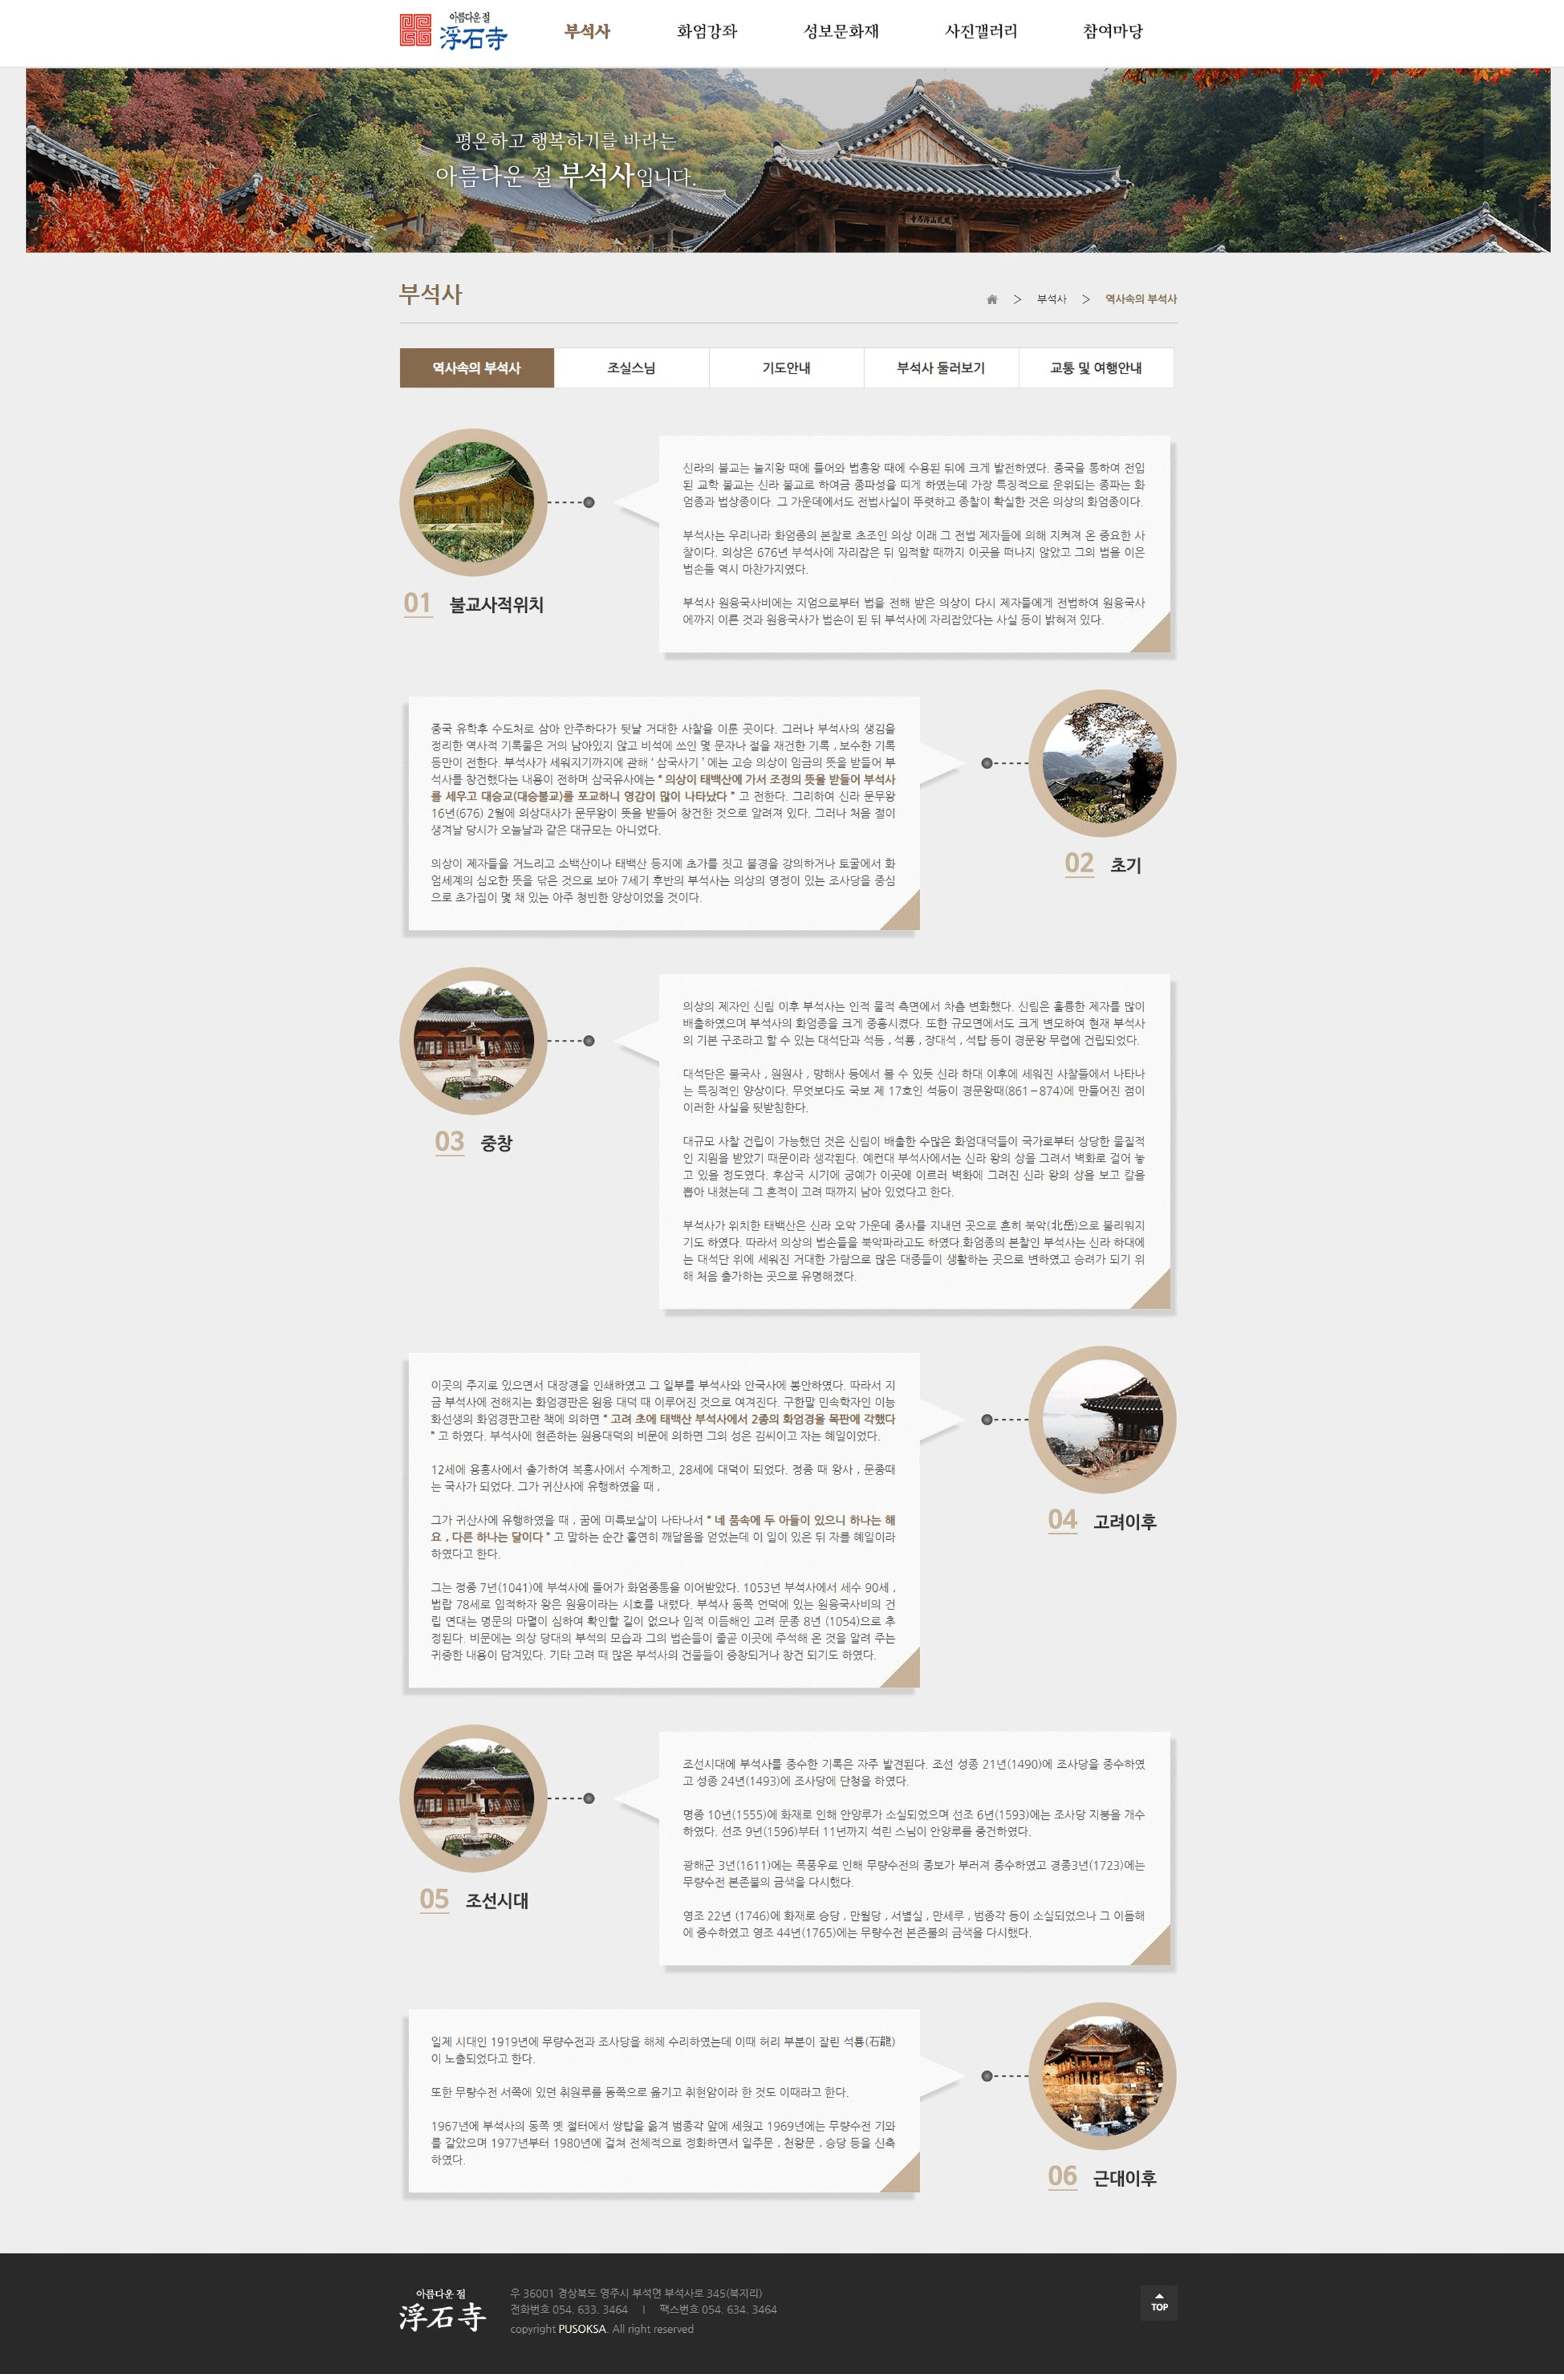 아름다운 절
浮石寺
부석사
화엄강좌
성보문화재
사진갤러리
참여마당
평온하고 행복하기를 바라는
아름다운 절 부석사입니다.
부석사
> 부석사 > 역사속의 부석사
역사속의 부석사
조실스님
기도안내
부석사 둘러보기
교통 및 여행안내
신라의 불교는 눌지왕 때에 들어와 법흥왕 때에 수용된 뒤에 크게 발전하였다. 중국을 통하여 전입
된 교학 불교는 신라 불교로 하여금 종파성을 띠게 하였는데 가장 특징적으로 운위되는 종파는 화
엄종과 법상종이다. 그 가운데에서도 전법사실이 뚜렷하고 종찰이 확실한 것은 의상의 화엄종이다.
부석사는 우리나라 화엄종의 본찰로 초조인 의상 이래 그 전법 제자들에 의해 지켜져 온 중요한 사
찰이다. 의상은 676년 부석사에 자리잡은 뒤 입적할 때까지 이곳을 떠나지 않았고 그의 법을 이은
법손들 역시 마찬가지였다.
부석사 원융국사비에는 지엄으로부터 법을 전해 받은 의상이 다시 제자들에게 전법하여 원융국사
에까지 이른 것과 원융국사가 법손이 된 뒤 부석사에 자리잡았다는 사실 등이 밝혀져 있다.
01 불교사적위치
중국 유학후 수도처로 삼아 안주하다가 뒷날 거대한 사찰을 이룬 곳이다. 그러나 부석사의 생김을
정리한 역사적 기록물은 거의 남아있지 않고 비석에 쓰인 몇 문자나 절을 재건한 기록 , 보수한 기록
등만이 전한다. 부석사가 세워지기까지에 관해 ‘ 삼국사기 ’ 에는 고승 의상이 임금의 뜻을 받들어 부
석사를 창건했다는 내용이 전하며 삼국유사에는 “ 의상이 태백산에 가서 조정의 뜻을 받들어 부석사
를 세우고 대승교(대승불교)를 포교하니 영감이 많이 나타났다 ” 고 전한다. 그리하여 신라 문무왕
16년(676) 2월에 의상대사가 문무왕이 뜻을 받들어 창건한 것으로 알려져 있다. 그러나 처음 절이
생겨날 당시가 오늘날과 같은 대규모는 아니었다.
의상이 제자들을 거느리고 소백산이나 태백산 등지에 초가를 짓고 불경을 강의하거나 토굴에서 화
엄세계의 심오한 뜻을 닦은 것으로 보아 7세기 후반의 부석사는 의상의 영정이 있는 조사당을 중심
으로 초가집이 몇 채 있는 아주 청빈한 양상이었을 것이다.
02 초기
의상의 제자인 신림 이후 부석사는 인적 물적 측면에서 차츰 변화했다. 신림은 훌륭한 제자를 많이
배출하였으며 부석사의 화엄종을 크게 중흥시켰다. 또한 규모면에서도 크게 변모하여 현재 부석사
의 기본 구조라고 할 수 있는 대석단과 석등 , 석룡 , 장대석 , 석탑 등이 경문왕 무렵에 건립되었다.
대석단은 불국사 , 원원사 , 망해사 등에서 볼 수 있듯 신라 하대 이후에 세워진 사찰들에서 나타나
는 특징적인 양상이다. 무엇보다도 국보 제 17호인 석등이 경문왕때(861－874)에 만들어진 점이
이러한 사실을 뒷받침한다.
대규모 사찰 건립이 가능했던 것은 신림이 배출한 수많은 화엄대덕들이 국가로부터 상당한 물질적
인 지원을 받았기 때문이라 생각된다. 예컨대 부석사에서는 신라 왕의 상을 그려서 벽화로 걸어 놓
고 있을 정도였다. 후삼국 시기에 궁예가 이곳에 이르러 벽화에 그려진 신라 왕의 상을 보고 칼을
뽑아 내쳤는데 그 흔적이 고려 때까지 남아 있었다고 한다.
부석사가 위치한 태백산은 신라 오악 가운데 중사를 지내던 곳으로 흔히 북악(北岳)으로 불리워지
기도 하였다. 따라서 의상의 법손들을 북악파라고도 하였다.화엄종의 본찰인 부석사는 신라 하대에
는 대석단 위에 세워진 거대한 가람으로 많은 대중들이 생활하는 곳으로 변하였고 승려가 되기 위
해 처음 출가하는 곳으로 유명해졌다.
03 중창
이곳의 주지로 있으면서 대장경을 인쇄하였고 그 일부를 부석사와 안국사에 봉안하였다. 따라서 지
금 부석사에 전해지는 화엄경판은 원융 대덕 때 이루어진 것으로 여겨진다. 구한말 민속학자인 이능
화선생의 화엄경판고란 책에 의하면 “ 고려 초에 태백산 부석사에서 2종의 화엄경을 목판에 각했다
” 고 하였다. 부석사에 현존하는 원융대덕의 비문에 의하면 그의 성은 김씨이고 자는 혜일이었다.
12세에 용흥사에서 출가하여 복흥사에서 수계하고, 28세에 대덕이 되었다. 정종 때 왕사 , 문종때
는 국사가 되었다. 그가 귀산사에 유행하였을 때 ,
그가 귀산사에 유행하였을 때 , 꿈에 미륵보살이 나타나서 “ 네 품속에 두 아들이 있으니 하나는 해
요 , 다른 하나는 달이다 ” 고 말하는 순간 홀연히 깨달음을 얻었는데 이 일이 있은 뒤 자를 혜일이라
하였다고 한다.
그는 정종 7년(1041)에 부석사에 들어가 화엄종통을 이어받았다. 1053년 부석사에서 세수 90세 ,
법랍 78세로 입적하자 왕은 원융이라는 시호를 내렸다. 부석사 동쪽 언덕에 있는 원융국사비의 건
립 연대는 명문의 마멸이 심하여 확인할 길이 없으나 입적 이듬해인 고려 문종 8년 (1054)으로 추
정된다. 비문에는 의상 당대의 부석의 모습과 그의 법손들이 줄곧 이곳에 주석해 온 것을 알려 주는
귀중한 내용이 담겨있다. 기타 고려 때 많은 부석사의 건물들이 중창되거나 창건 되기도 하였다.
04 고려이후
조선시대에 부석사를 중수한 기록은 자주 발견된다. 조선 성종 21년(1490)에 조사당을 중수하였
고 성종 24년(1493)에 조사당에 단청을 하였다.
명종 10년(1555)에 화재로 인해 안양루가 소실되었으며 선조 6년(1593)에는 조사당 지붕을 개수
하였다. 선조 9년(1596)부터 11년까지 석린 스님이 안양루를 중건하였다.
광해군 3년(1611)에는 폭풍우로 인해 무량수전의 중보가 부러져 중수하였고 경종3년(1723)에는
무량수전 본존불의 금색을 다시했다.
영조 22년 (1746)에 화재로 승당 , 만월당 , 서별실 , 만세루 , 범종각 등이 소실되었으나 그 이듬해
에 중수하였고 영조 44년(1765)에는 무량수전 본존불의 금색을 다시했다.
05 조선시대
일제 시대인 1919년에 무량수전과 조사당을 해체 수리하였는데 이때 허리 부분이 잘린 석룡(石龍)
이 노출되었다고 한다.
또한 무량수전 서쪽에 있던 취원루를 동쪽으로 옮기고 취현암이라 한 것도 이때라고 한다.
1967년에 부석사의 동쪽 옛 절터에서 쌍탑을 옮겨 범종각 앞에 세웠고 1969년에는 무량수전 기와
를 갈았으며 1977년부터 1980년에 걸쳐 전체적으로 정화하면서 일주문 , 천왕문 , 승당 등을 신축
하였다.
06 근대이후
아름다운 절
浮石寺
우 36001 경상북도 영주시 부석면 부석사로 345(북지리)
전화번호 054. 633. 3464 | 팩스번호 054. 634. 3464
copyright PUSOKSA. All right reserved
TOP